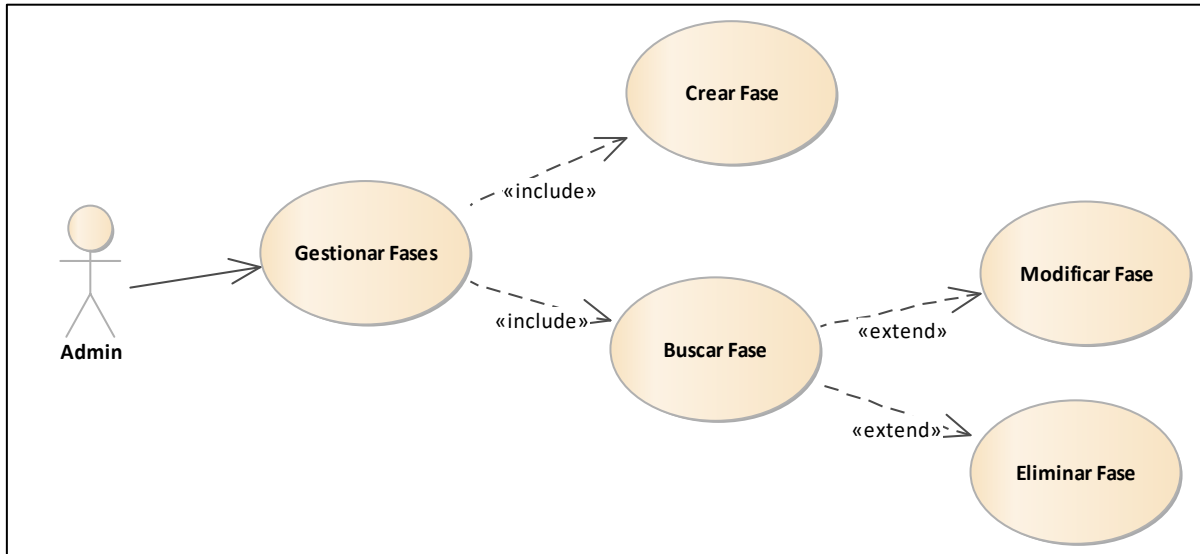 Crear Fase
«include»
Gestionar Fases
Admin
«include»
Buscar Fase
«extend»
Modificar Fase
«extend»
Eliminar Fase